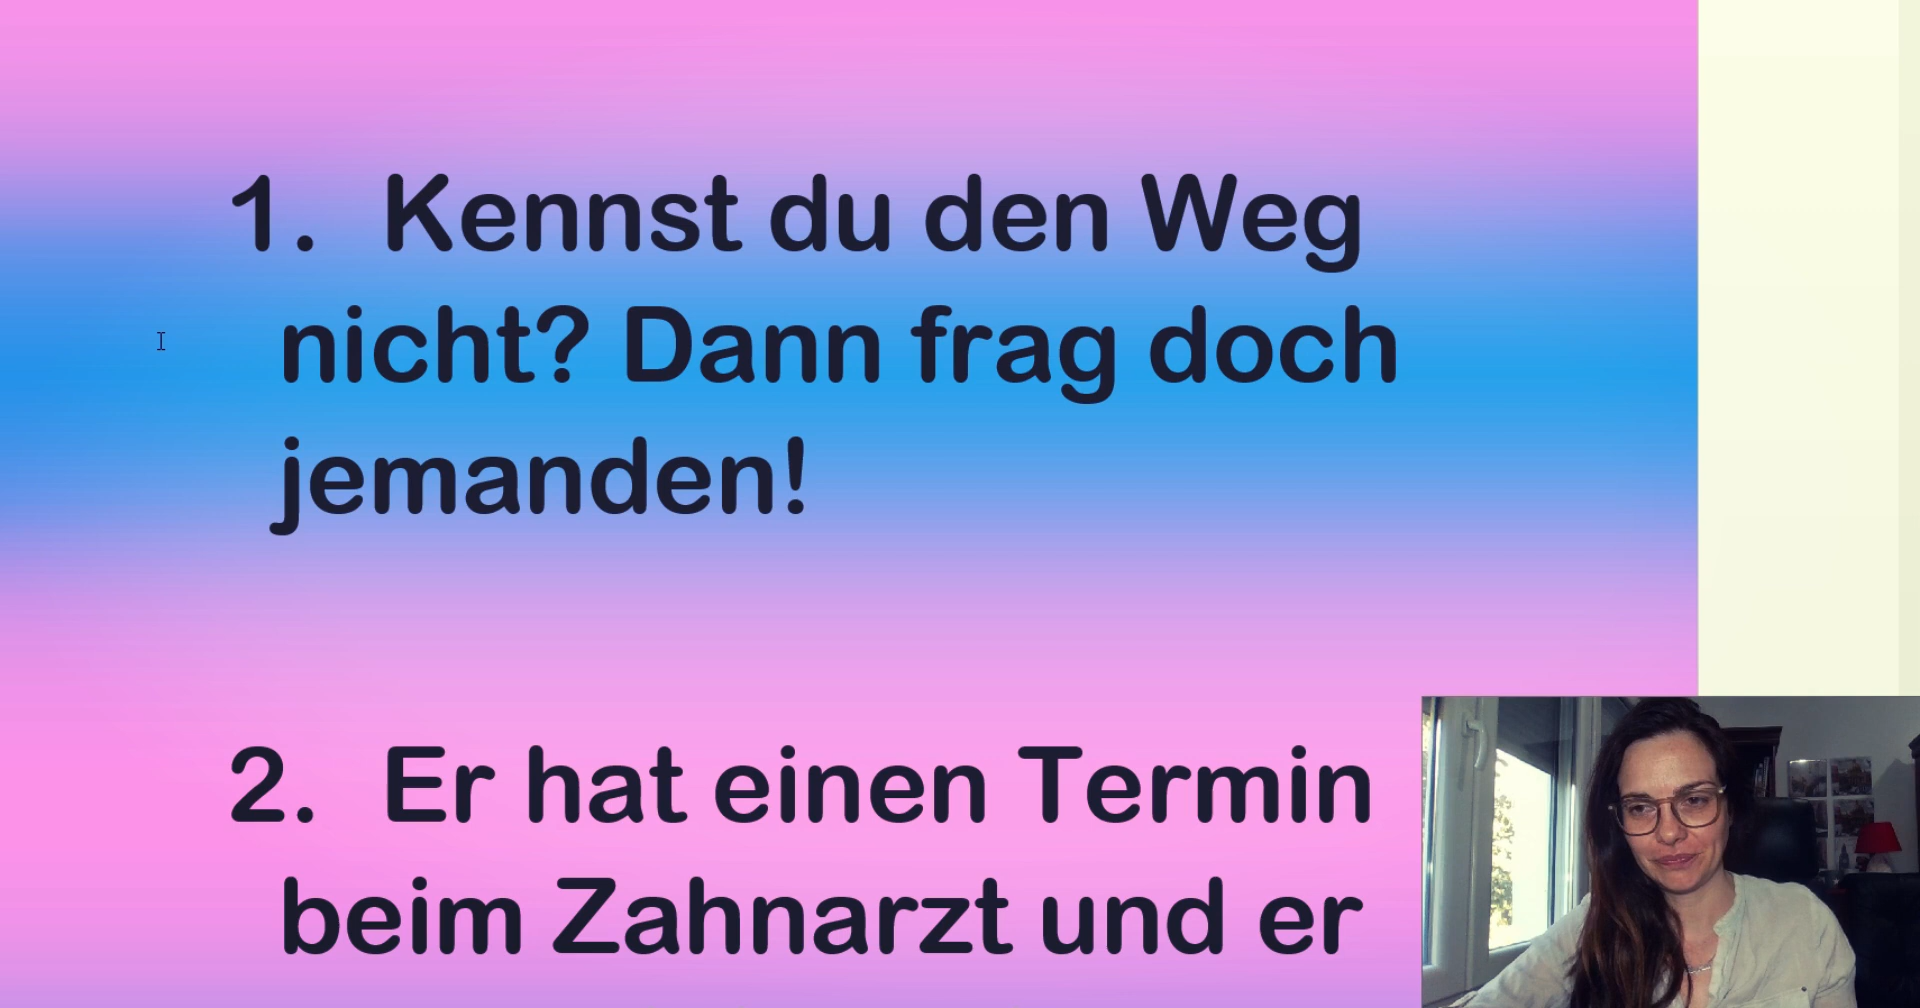 1. Kennst du den Weg
nicht? Dann frag doch
jemanden!
2. Er hat einen Termin
beim Zahnarzt und er